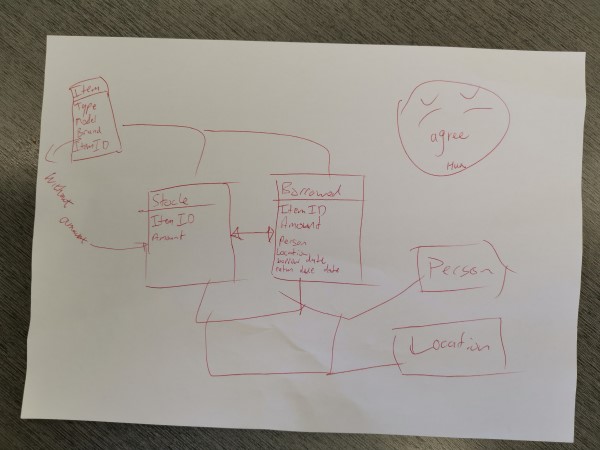 Item
Type
Model
Brand
Item ID
without amount
Stock
Item ID
Amount
Borrowed
Item ID
Amount
Person
Location
borrow date
return date date
agree
Person
Location